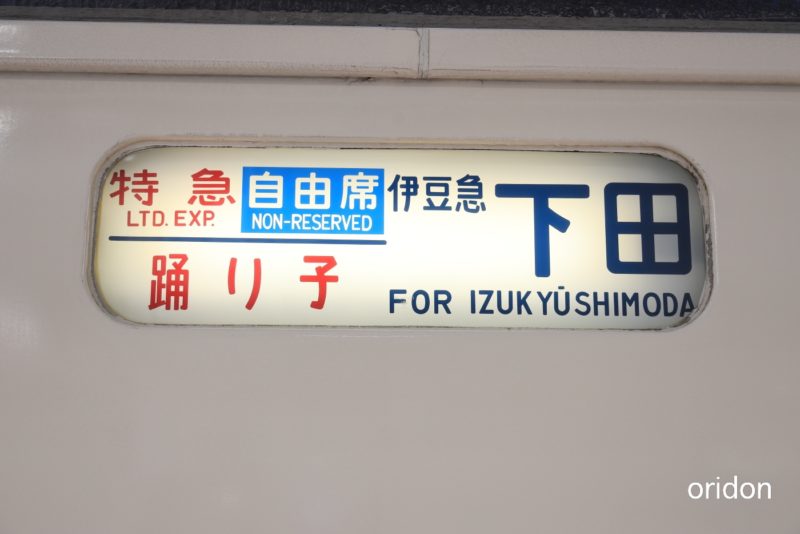 特急 自由席 伊豆急下田
LTD. EXP. NON-RESERVED
踊り子
FOR IZUKYŪSHIMODA
oridon